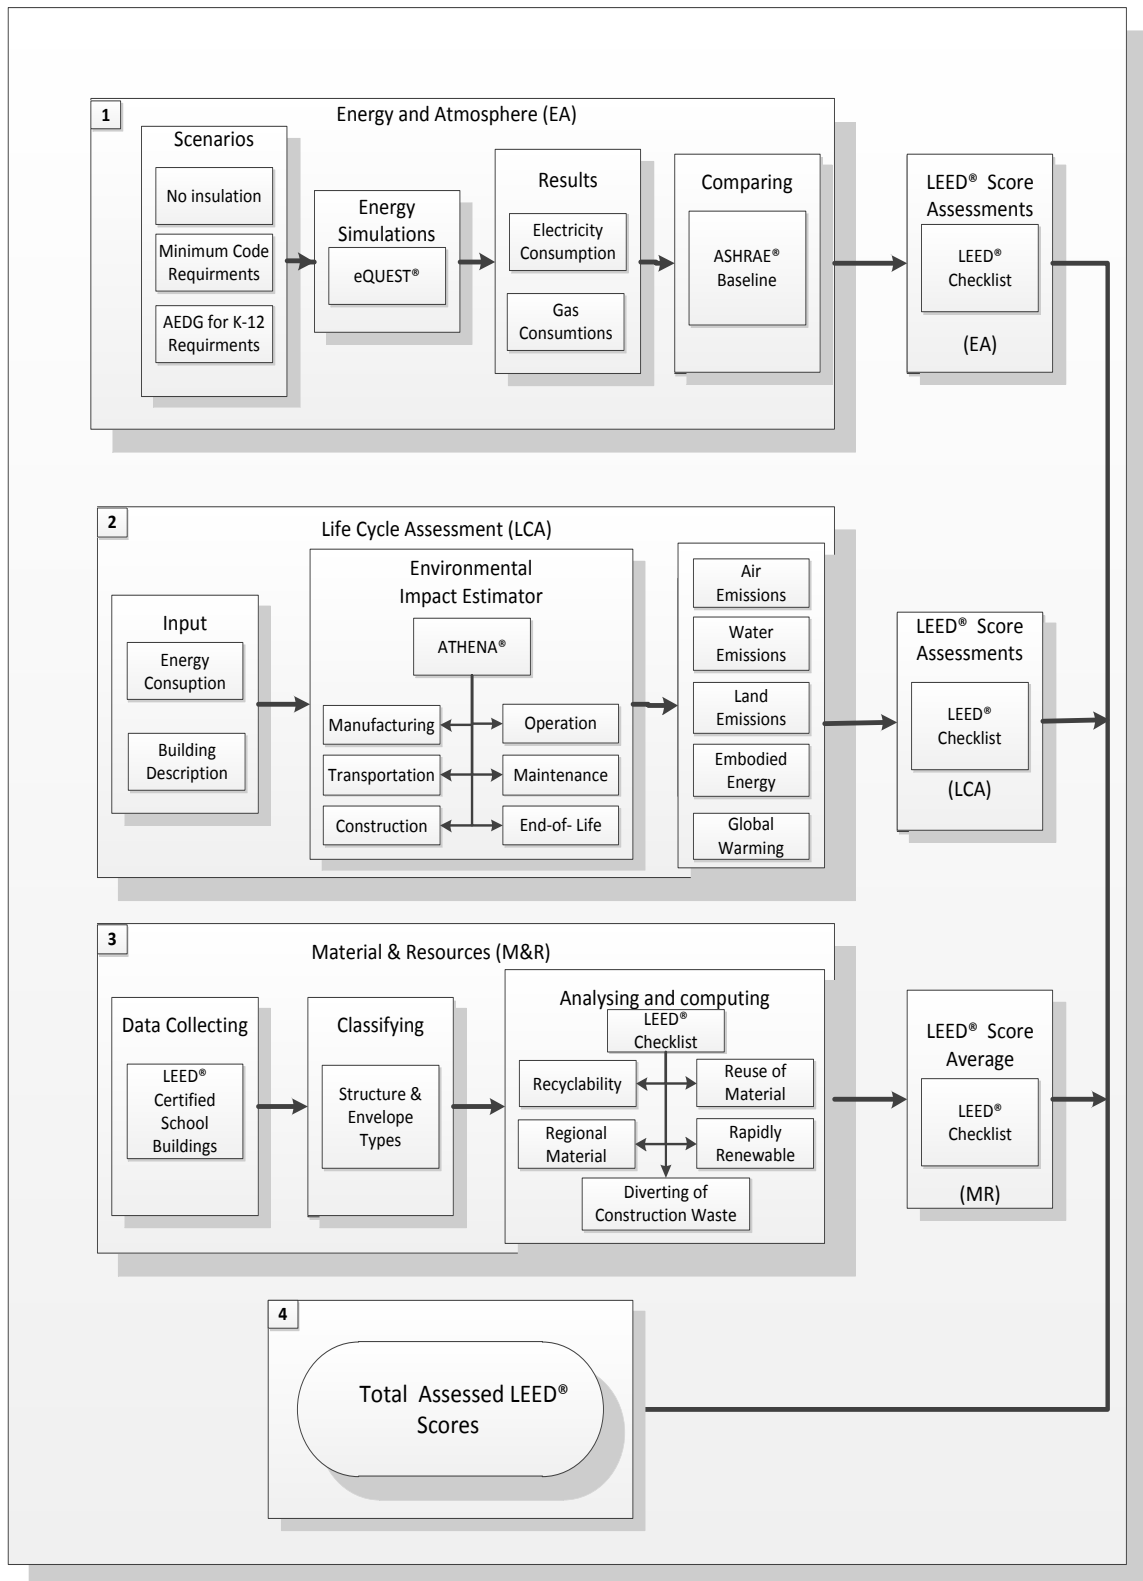 1
Energy and Atmosphere (EA)
Scenarios
No insulation
Minimum Code
Requirments
AEDG for K-12
Requirments
Energy
Simulations
eQUEST®
Results
Electricity
Consumption
Gas
Consumtions
Comparing
ASHRAE®
Baseline
LEED® Score
Assessments
LEED®
Checklist
(EA)
2
Life Cycle Assessment (LCA)
Input
Energy
Consuption
Building
Description
Environmental
Impact Estimator
ATHENA®
Manufacturing
Operation
Transportation
Maintenance
Construction
End-of- Life
Air
Emissions
Water
Emissions
Land
Emissions
Embodied
Energy
Global
Warming
LEED® Score
Assessments
LEED®
Checklist
(LCA)
3
Material & Resources (M&R)
Data Collecting
LEED®
Certified
School
Buildings
Classifying
Structure &
Envelope
Types
Analysing and computing
LEED®
Checklist
Recyclability
Reuse of
Material
Regional
Material
Rapidly
Renewable
Diverting of
Construction Waste
LEED® Score
Average
LEED®
Checklist
(MR)
4
Total Assessed LEED®
Scores